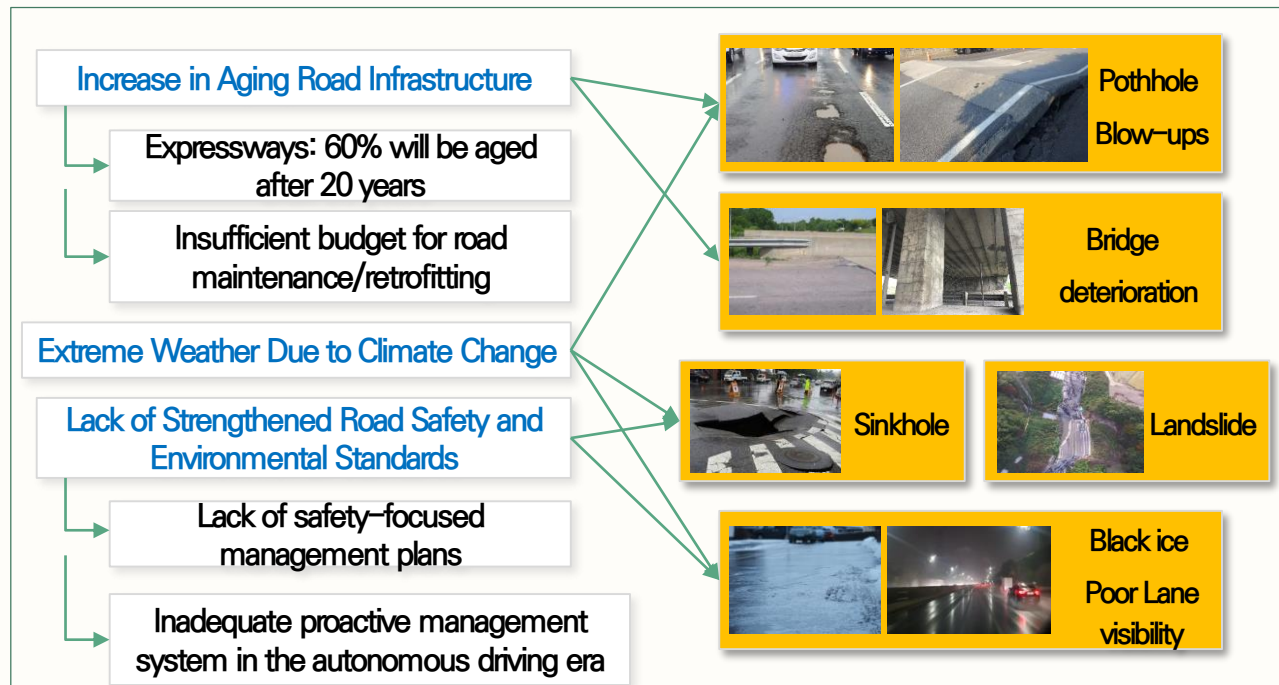 Increase in Aging Road Infrastructure
Expressways: 60% will be aged
after 20 years
Insufficient budget for road
maintenance/retrofitting
Extreme Weather Due to Climate Change
Lack of Strengthened Road Safety and
Environmental Standards
Lack of safety-focused
management plans
Inadequate proactive management
system in the autonomous driving era
Pothhole
Blow-ups
Bridge
deterioration
Sinkhole
Landslide
Black ice
Poor Lane
visibility